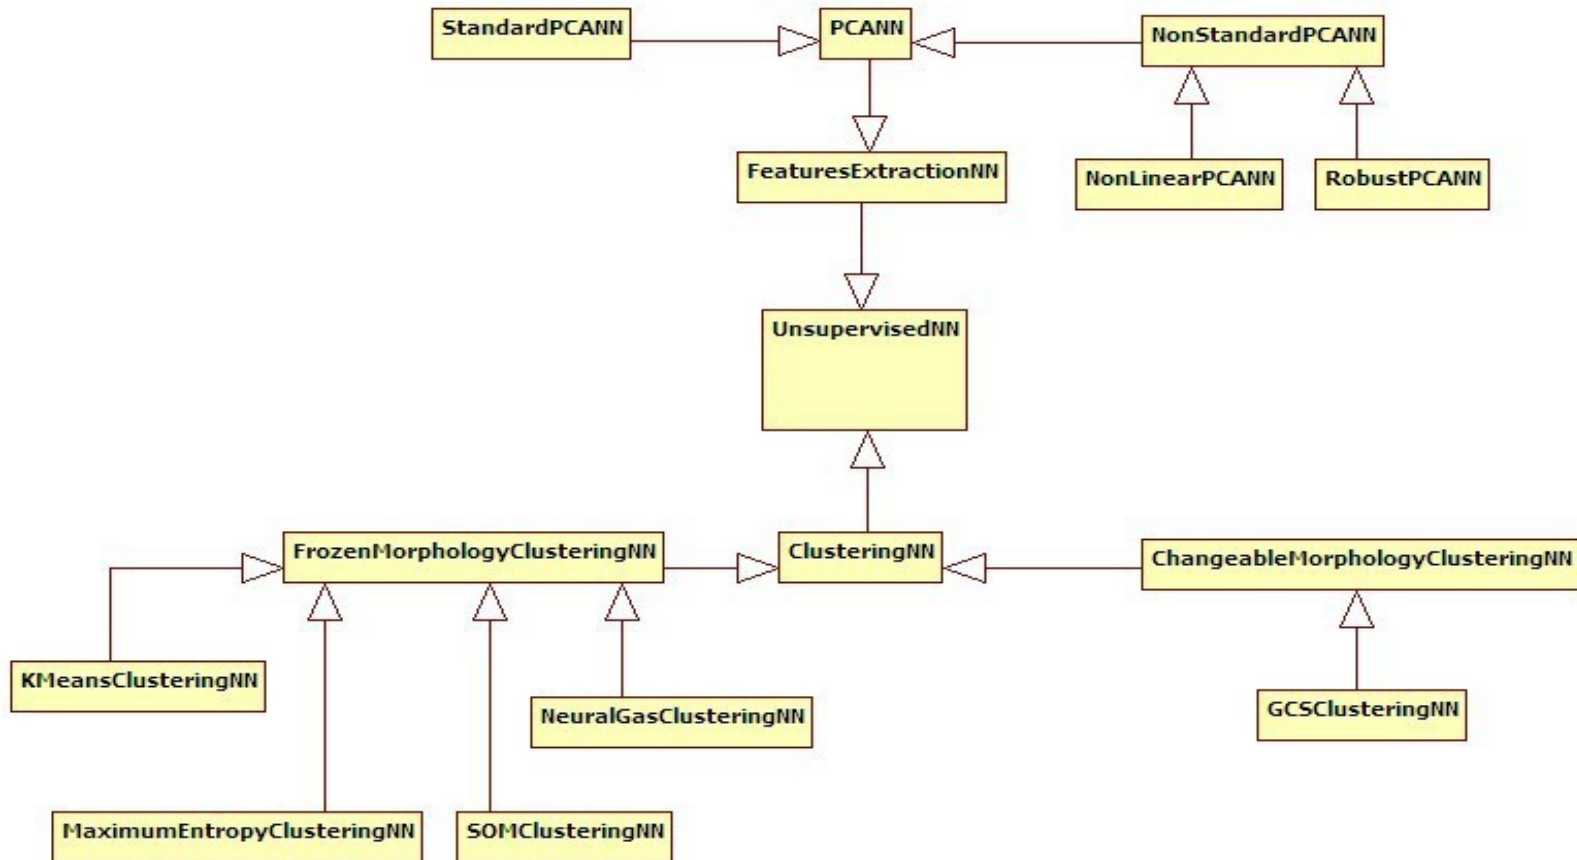 StandardPCANN
PCANN
NonStandardPCANN
FeaturesExtractionNN
NonLinearPCANN
RobustPCANN
UnsupervisedNN
FrozenMorphologyClusteringNN
ClusteringNN
ChangeableMorphologyClusteringNN
KMeansClusteringNN
NeuralGasClusteringNN
GCSClusteringNN
MaximumEntropyClusteringNN
SOMClusteringNN